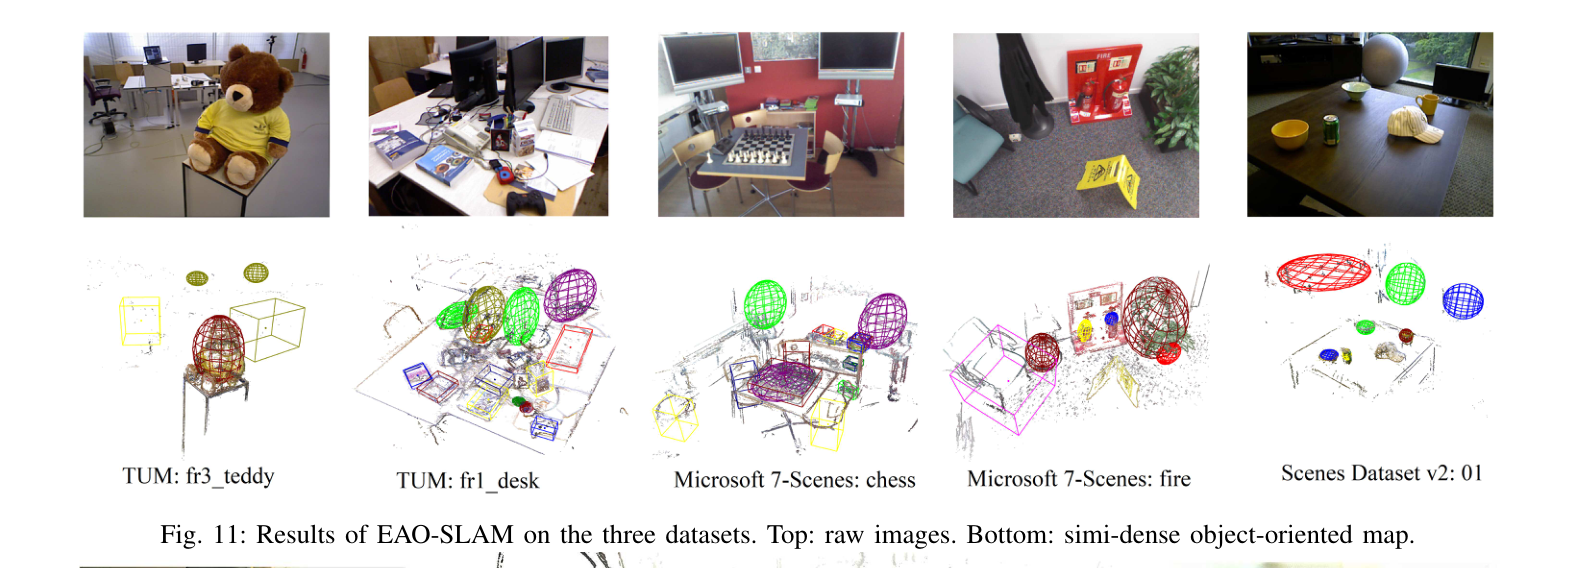 FIRE
TUM: fr3_teddy
TUM: fr1_desk
Microsoft 7-Scenes: chess
Microsoft 7-Scenes: fire
Scenes Dataset v2: 01
Fig. 11: Results of EAO-SLAM on the three datasets. Top: raw images. Bottom: simi-dense object-oriented map.